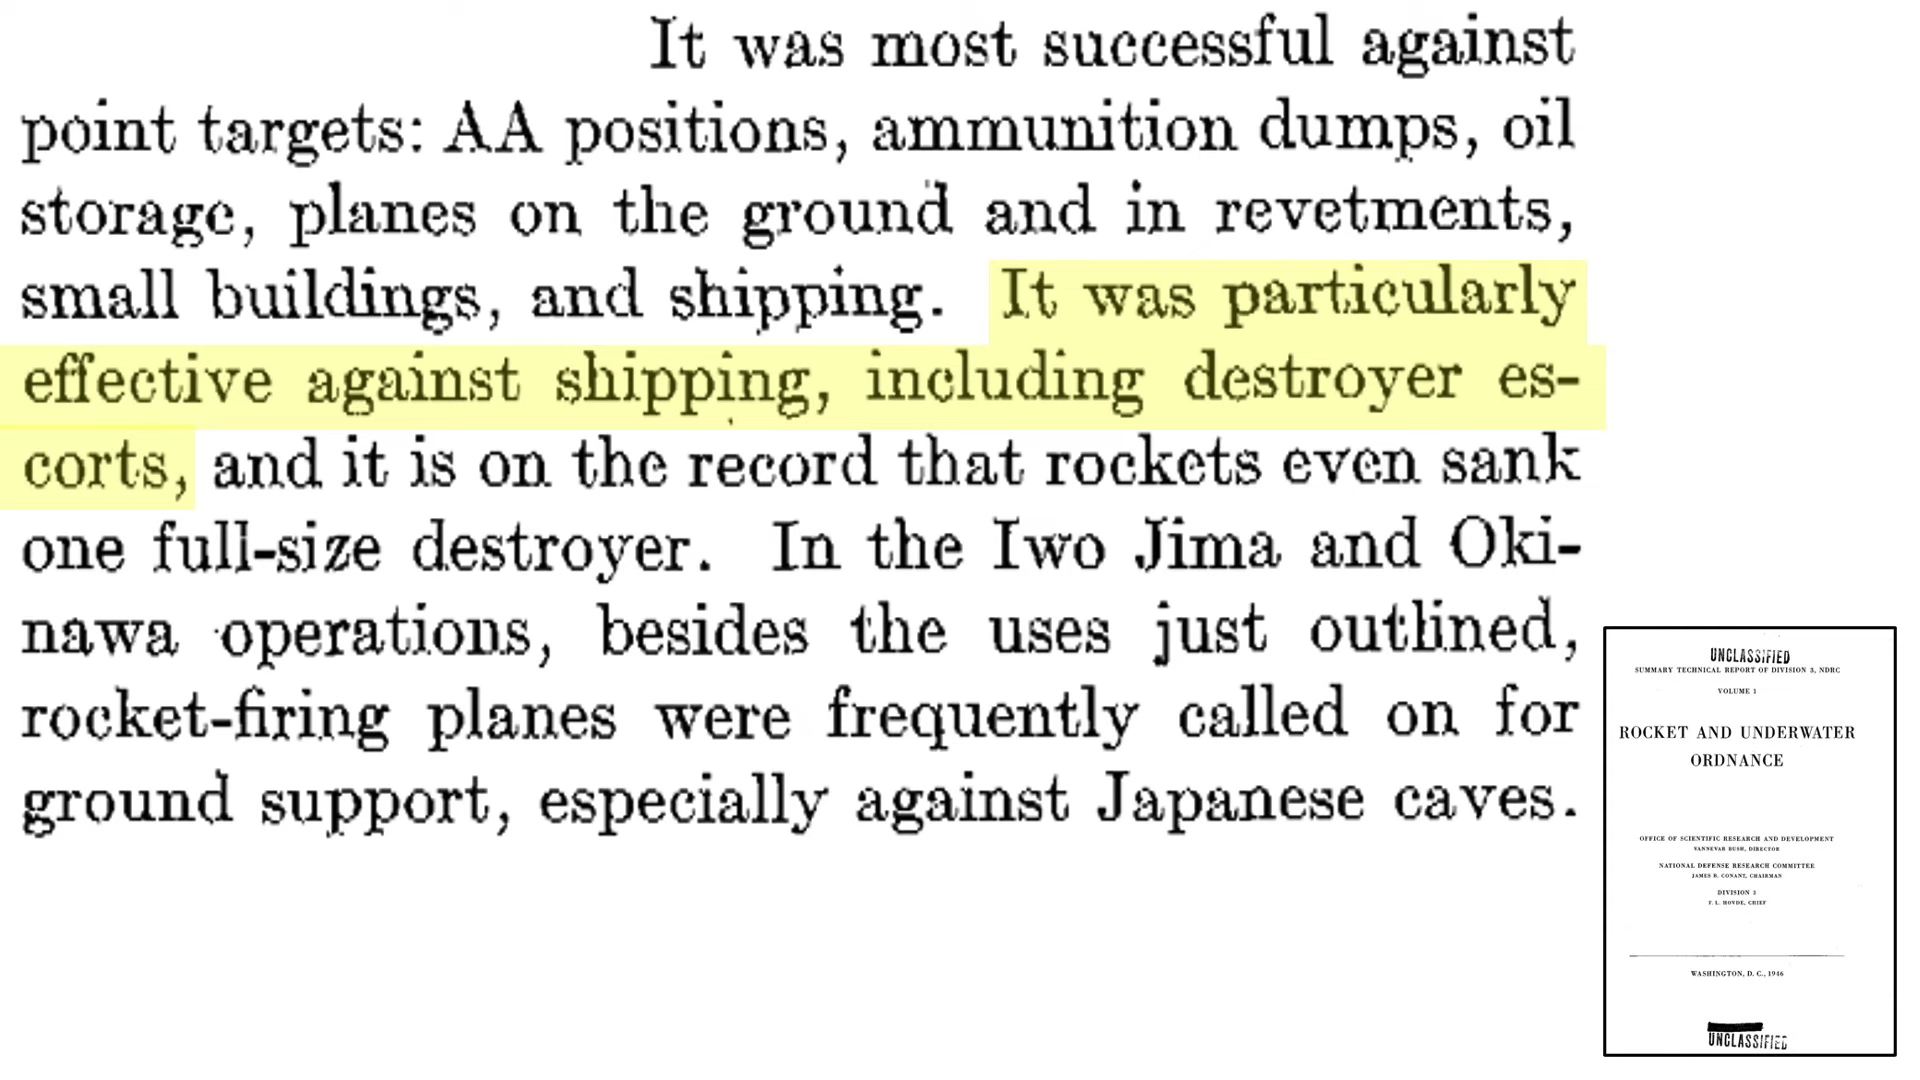 It was most successful against
point targets: AA positions, ammunition dumps, oil
storage, planes on the ground and in revetments,
small buildings, and shipping. It was particularly
effective against shipping, including destroyer es-
corts, and it is on the record that rockets even sank
one full-size destroyer. In the Iwo Jima and Oki-
nawa operations, besides the uses just outlined,
rocket-firing planes were frequently called on for
ground support, especially against Japanese caves.
UNCLASSIFIED
SUMMARY TECHNICAL REPORT OF DIVISION 3, NDRC
VOLUME 1
ROCKET AND UNDERWATER
ORDNANCE
OFFICE OF SCIENTIFIC RESEARCH AND DEVELOPMENT
VANNEVAR BUSH, DIRECTOR
NATIONAL DEFENSE RESEARCH COMMITTEE
JAMES B. CONANT, CHAIRMAN
DIVISION 3
F. L. HOVDE, CHIEF
WASHINGTON, D. C., 1946
UNCLASSIFIED